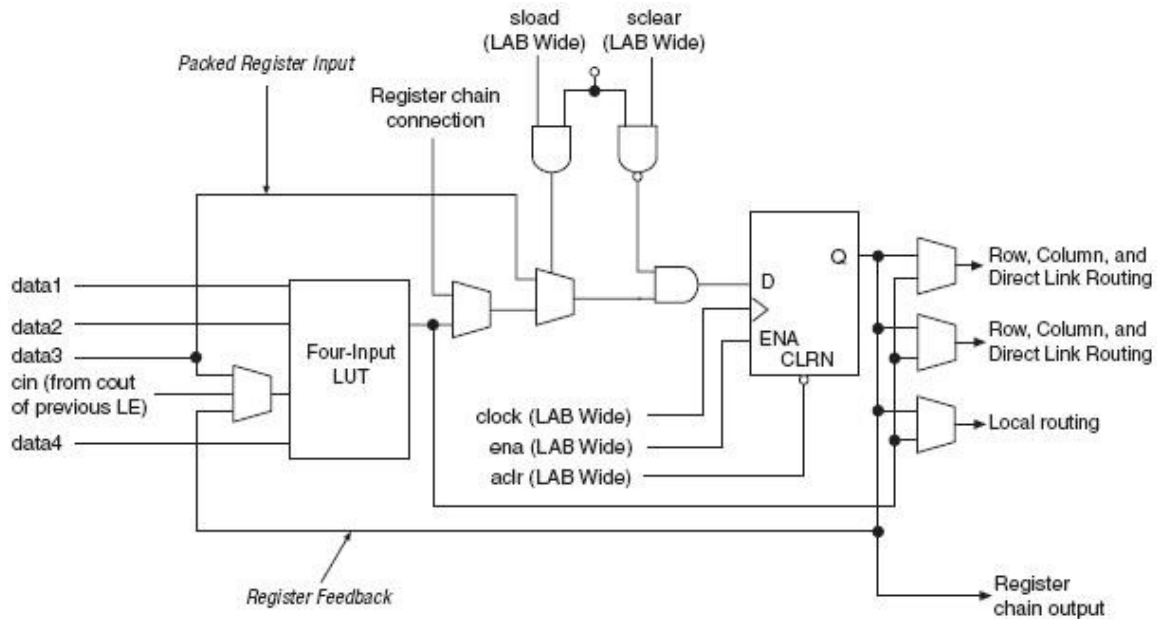 sload
(LAB Wide)
sclear
(LAB Wide)
Packed Register Input
Register chain
connection
data1
data2
data3
cin (from cout
of previous LE)
data4
Four-Input
LUT
Q
D
ENA
CLRN
clock (LAB Wide)
ena (LAB Wide)
aclr (LAB Wide)
Row, Column, and
Direct Link Routing
Row, Column, and
Direct Link Routing
Local routing
Register Feedback
Register
chain output